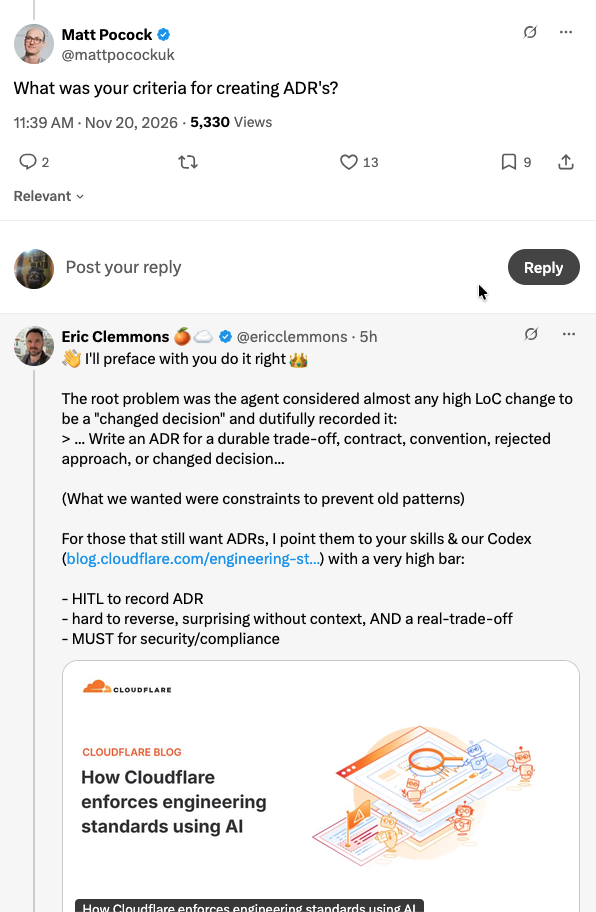 Matt Pocock
@mattpocockuk
What was your criteria for creating ADR's?
11:39 AM · Nov 20, 2026 · 5,330 Views
2 13 9
Relevant
Post your reply
Reply
Eric Clemmons 🍊☁️ @ericclemmons · 5h
👋 I'll preface with you do it right 🙌
The root problem was the agent considered almost any high LoC change to
be a "changed decision" and dutifully recorded it:
> ... Write an ADR for a durable trade-off, contract, convention, rejected
approach, or changed decision...
(What we wanted were constraints to prevent old patterns)
For those that still want ADRs, I point them to your skills & our Codex
(blog.cloudflare.com/engineering-st...) with a very high bar:
- HITL to record ADR
- hard to reverse, surprising without context, AND a real-trade-off
- MUST for security/compliance
CLOUDFLARE
CLOUDFLARE BLOG
How Cloudflare
enforces engineering
standards using AI
How Cloudflare enforces engineering standards using AI